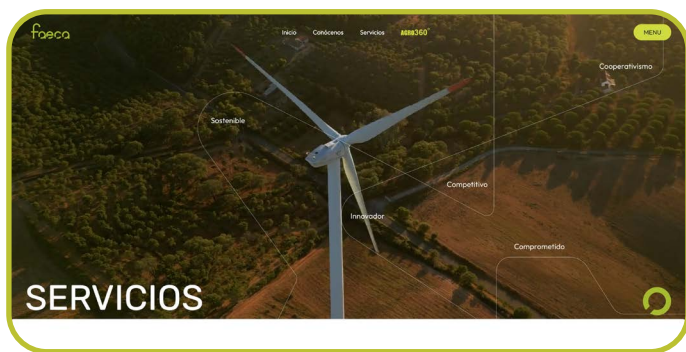 faeca
Inicio Conócenos Servicios AGRO360° MENU
Cooperativismo
Sostenible
Competitivo
Innovador
Comprometido
SERVICIOS